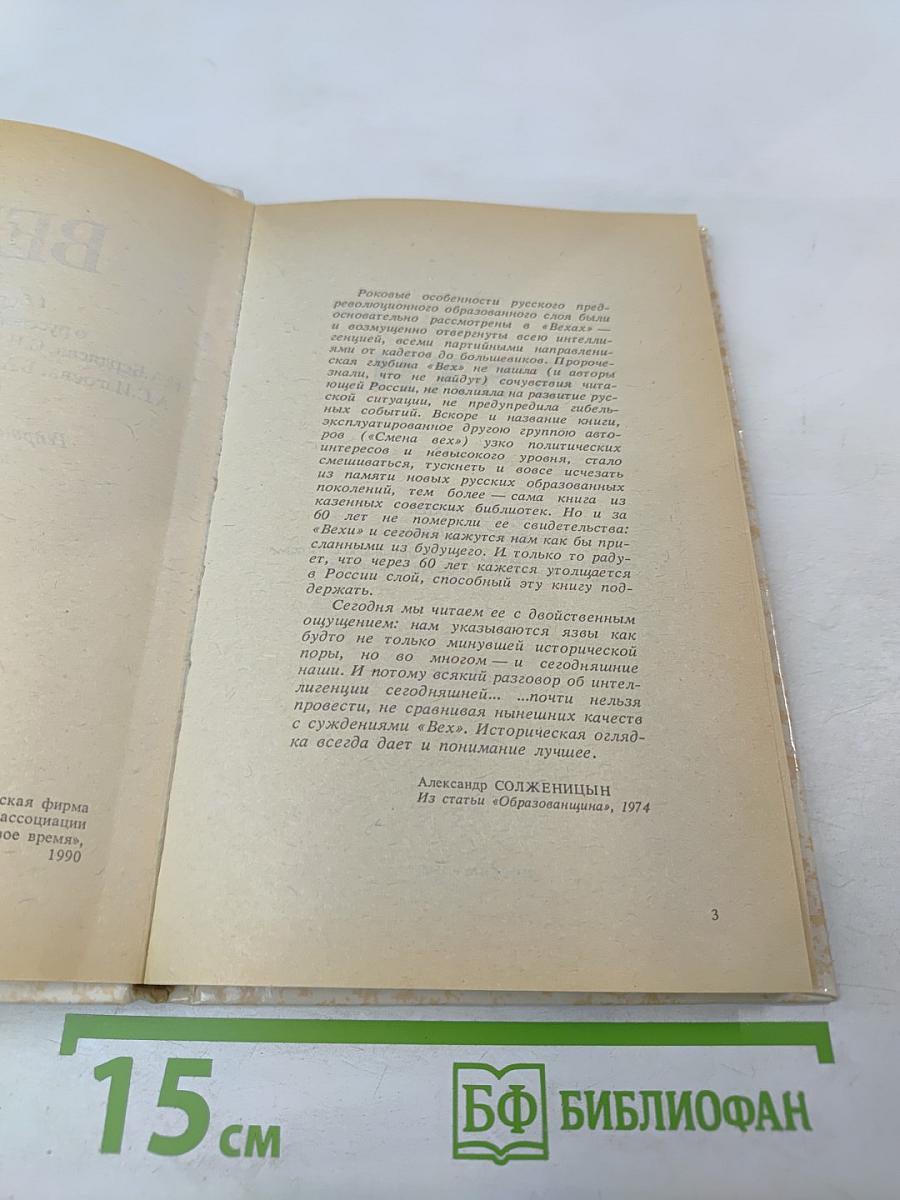 ская фирма
ассоциации
вое время»,
1990
Роковые особенности русского пред-
революционного образованного слоя были
основательно рассмотрены в «Вехах» —
и возмущенно отвергнуты всею интелли-
генцией, всеми партийными направлени-
ями от кадетов до большевиков. Пророче-
ская глубина «Вех» не нашла (и авторы
знали, что не найдут) сочувствия чита-
ющей России, не повлияла на развитие рус-
ской ситуации, не предупредила гибель-
ных событий. Вскоре и название книги,
эксплуатированное другою группою авто-
ров («Смена вех») узко политических
интересов и невысокого уровня, стало
смешиваться, тускнеть и вовсе исчезать
из памяти новых русских образованных
поколений, тем более — сама книга из
казенных советских библиотек. Но и за
60 лет не померкли ее свидетельства:
«Вехи» и сегодня кажутся нам как бы при-
сланными из будущего. И только то раду-
ет, что через 60 лет кажется утолщается
в России слой, способный эту книгу под-
держать.
Сегодня мы читаем ее с двойственным
ощущением: нам указываются язвы как
будто не только минувшей исторической
поры, но во многом — и сегодняшние
наши. И потому всякий разговор об интел-
лигенции сегодняшней... ...почти нельзя
провести, не сравнивая нынешних качеств
с суждениями «Вех». Историческая огляд-
ка всегда дает и понимание лучшее.
Александр СОЛЖЕНИЦЫН
Из статьи «Образованщина», 1974
3
15 см
БФ БИБЛИОФАН